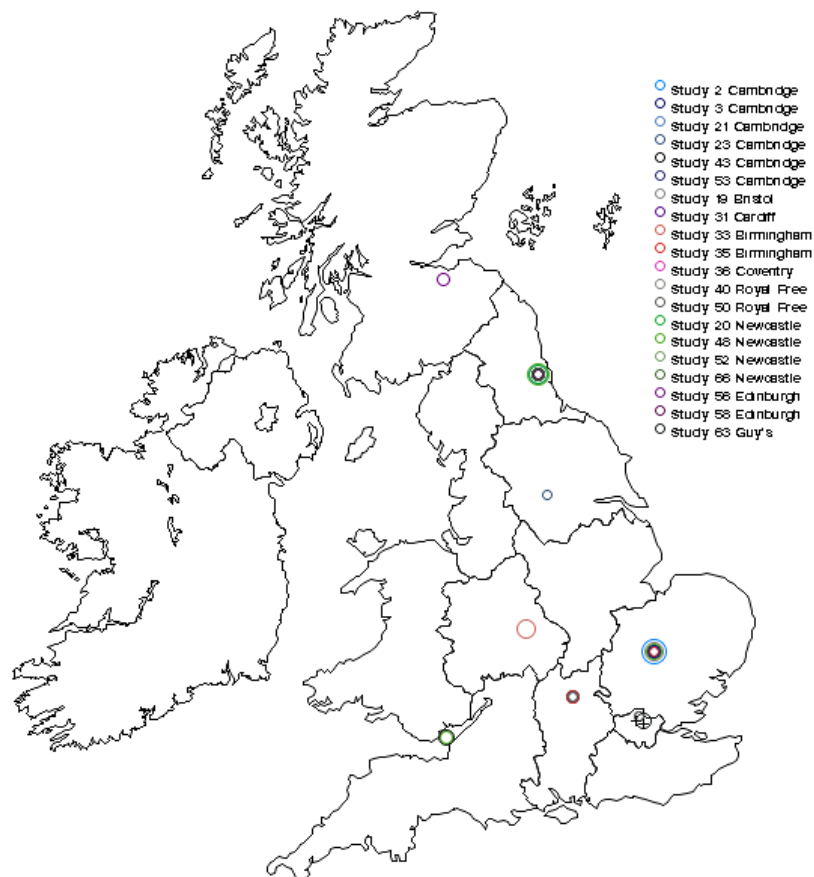 Study 2 Cambridge
Study 3 Cambridge
Study 21 Cambridge
Study 23 Cambridge
Study 43 Cambridge
Study 53 Cambridge
Study 19 Bristol
Study 31 Cardiff
Study 33 Birmingham
Study 35 Birmingham
Study 36 Coventry
Study 40 Royal Free
Study 50 Royal Free
Study 20 Newcastle
Study 48 Newcastle
Study 52 Newcastle
Study 66 Newcastle
Study 56 Edinburgh
Study 58 Edinburgh
Study 63 Guy's